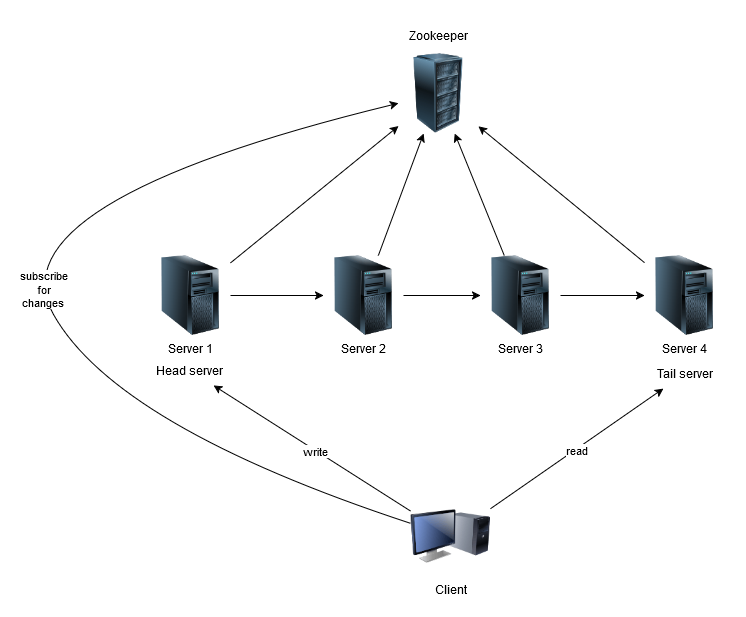 Zookeeper
subscribe
for
changes
Server 1
Server 2
Server 3
Server 4
Head server
Tail server
write
read
Client